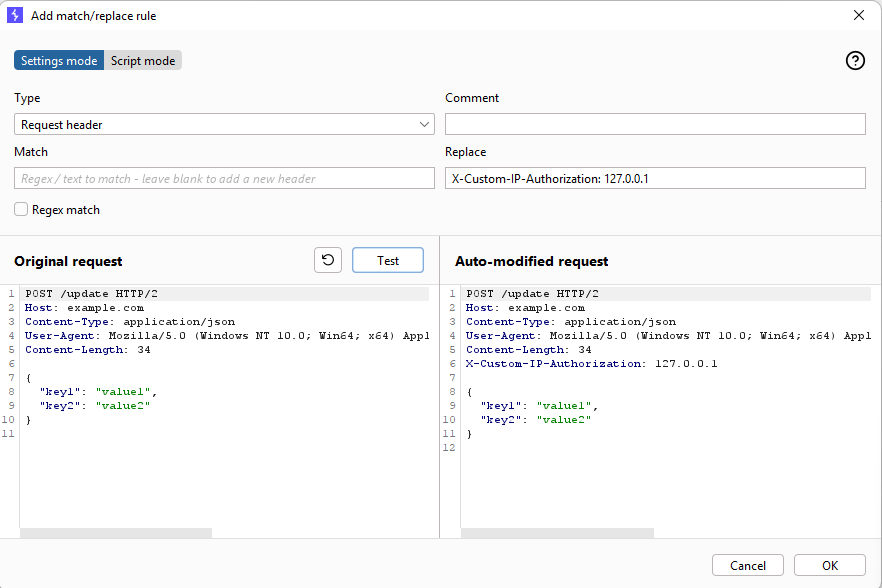 Add match/replace rule
Settings mode Script mode
Type
Request header
Comment
Match
Regex / text to match - leave blank to add a new header
Replace
X-Custom-IP-Authorization: 127.0.0.1
Regex match
Original request
Test
1 POST /update HTTP/2
2 Host: example.com
3 Content-Type: application/json
4 User-Agent: Mozilla/5.0 (Windows NT 10.0; Win64; x64) Appl
5 Content-Length: 34
6
7 {
8 "key1": "value1",
9 "key2": "value2"
10 }
11
Auto-modified request
1 POST /update HTTP/2
2 Host: example.com
3 Content-Type: application/json
4 User-Agent: Mozilla/5.0 (Windows NT 10.0; Win64; x64) Appl
5 Content-Length: 34
6 X-Custom-IP-Authorization: 127.0.0.1
7
8 {
9 "key1": "value1",
10 "key2": "value2"
11 }
12
Cancel OK